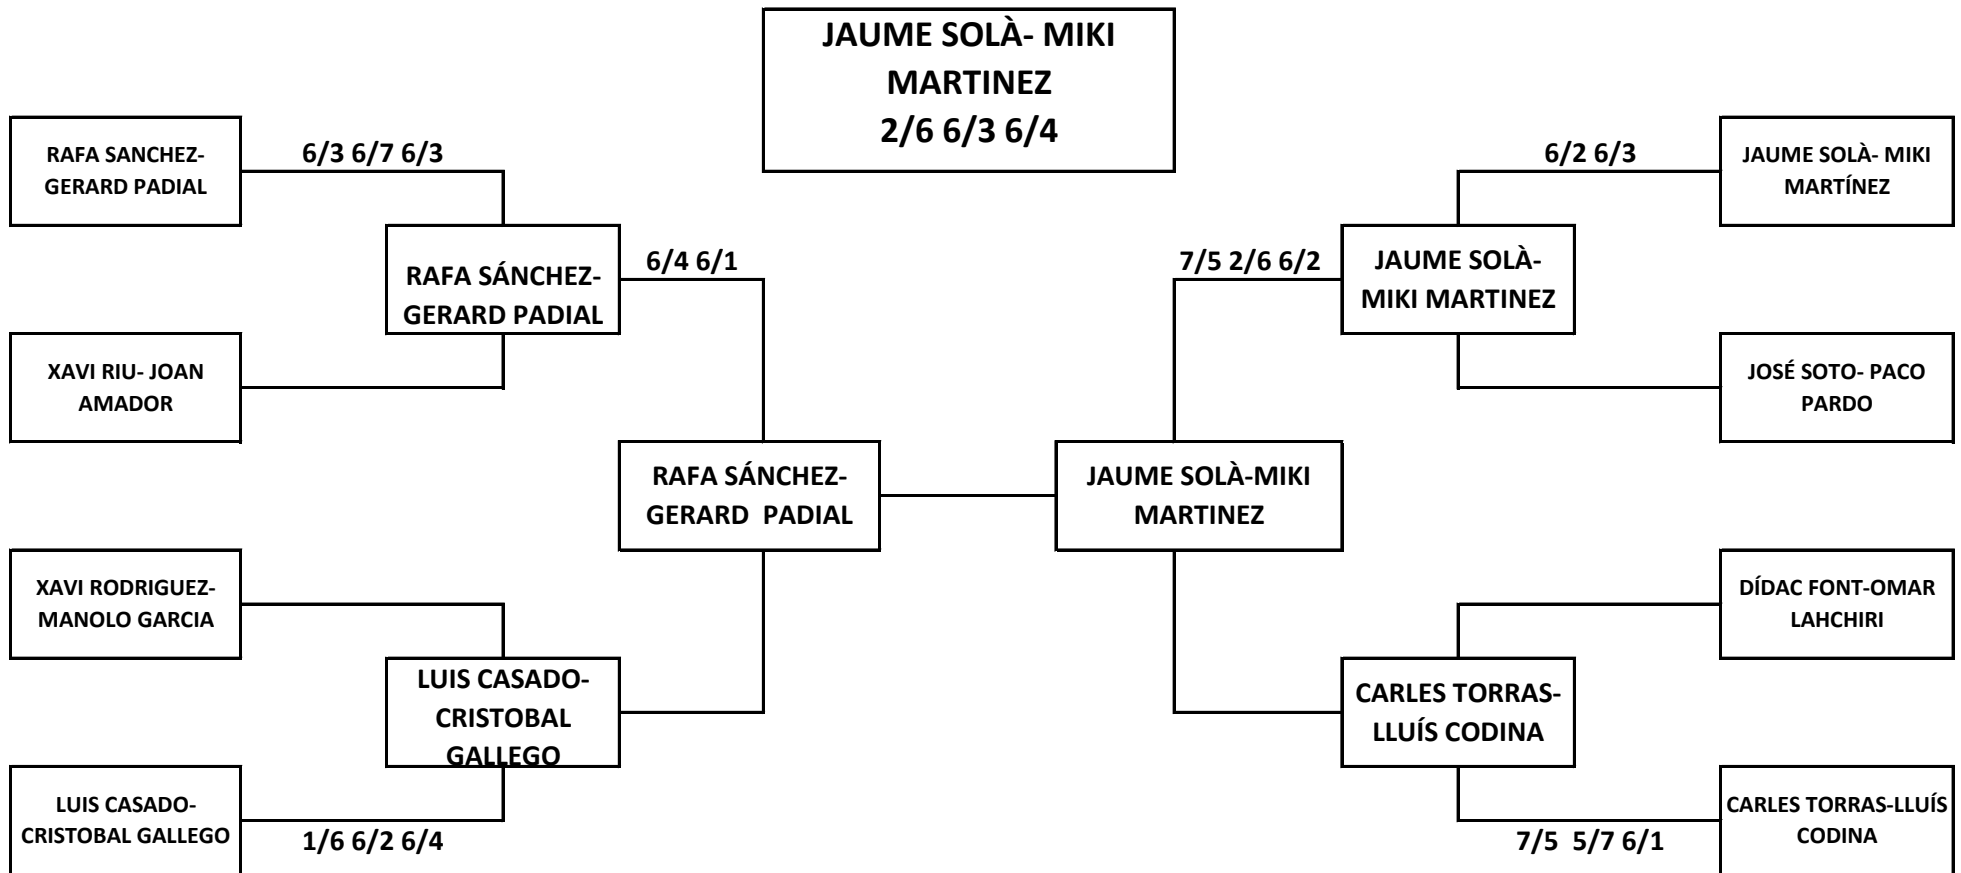 JAUME SOLÀ- MIKI
MARTINEZ
2/6 6/3 6/4
RAFA SANCHEZ-
GERARD PADIAL
6/3 6/7 6/3
6/2 6/3
JAUME SOLÀ- MIKI
MARTÍNEZ
RAFA SÁNCHEZ-
GERARD PADIAL
6/4 6/1
7/5 2/6 6/2
JAUME SOLÀ-
MIKI MARTINEZ
XAVI RIU- JOAN
AMADOR
JOSÉ SOTO- PACO
PARDO
RAFA SÁNCHEZ-
GERARD  PADIAL
JAUME SOLÀ-MIKI
MARTINEZ
XAVI RODRIGUEZ-
MANOLO GARCIA
DÍDAC FONT-OMAR
LAHCHIRI
LUIS CASADO-
CRISTOBAL
GALLEGO
CARLES TORRAS-
LLUÍS CODINA
LUIS CASADO-
CRISTOBAL GALLEGO
1/6 6/2 6/4
7/5  5/7 6/1
CARLES TORRAS-LLUÍS
CODINA